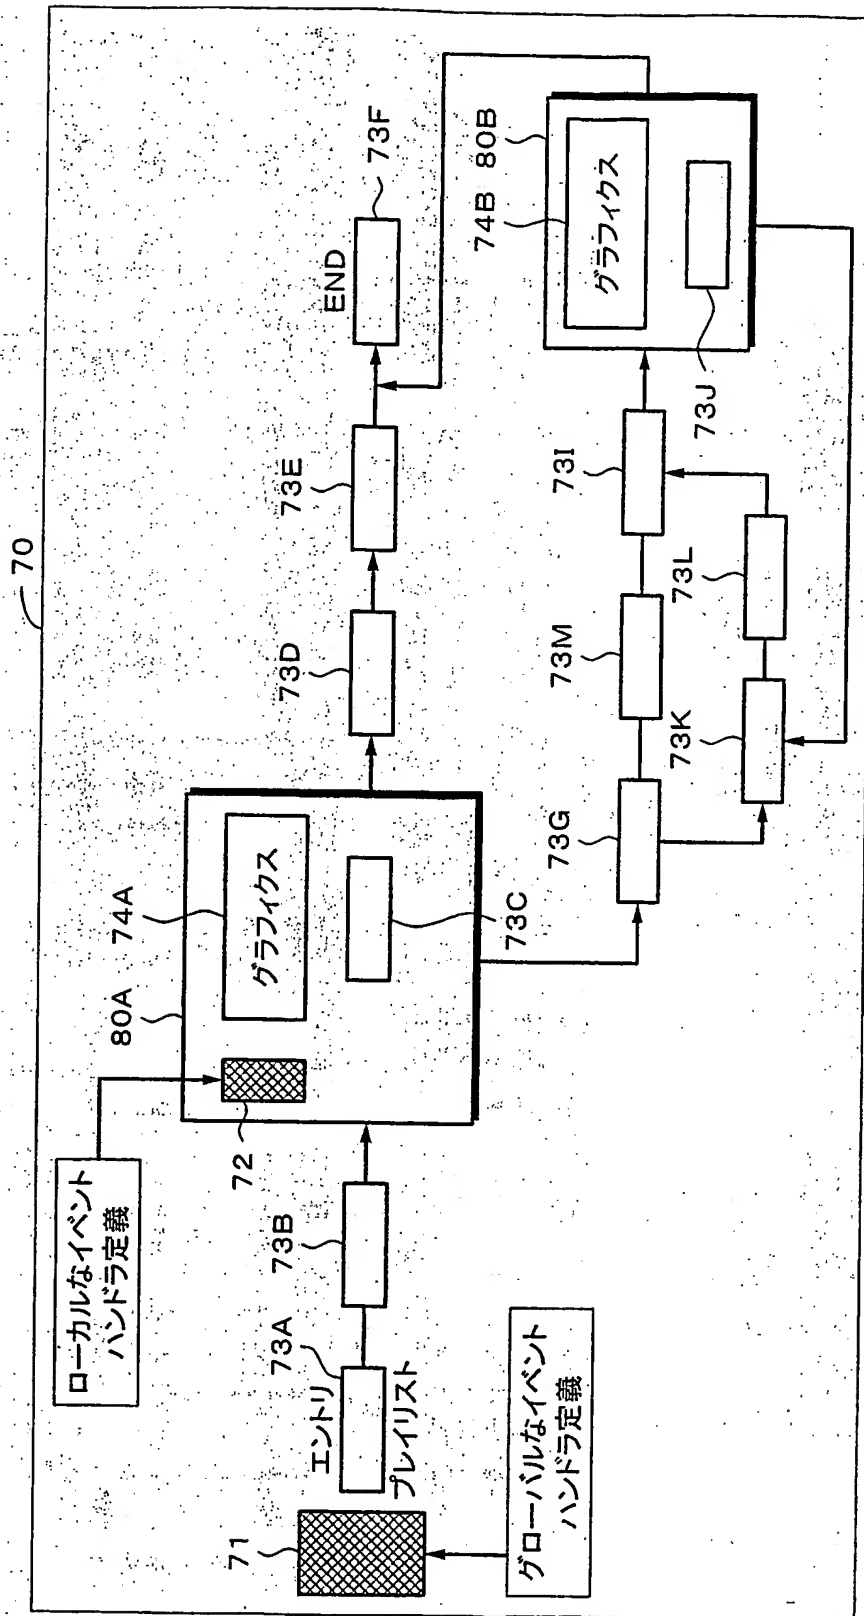 70
ローカルなイベント
ハンドラ定義
80A
74A
グラフィクス
72
73C
73D
73E
END
73F
71
エントリ
73A
プレイリスト
73B
グローバルなイベント
ハンドラ定義
73G
73M
73I
74B
80B
グラフィクス
73J
73K
73L